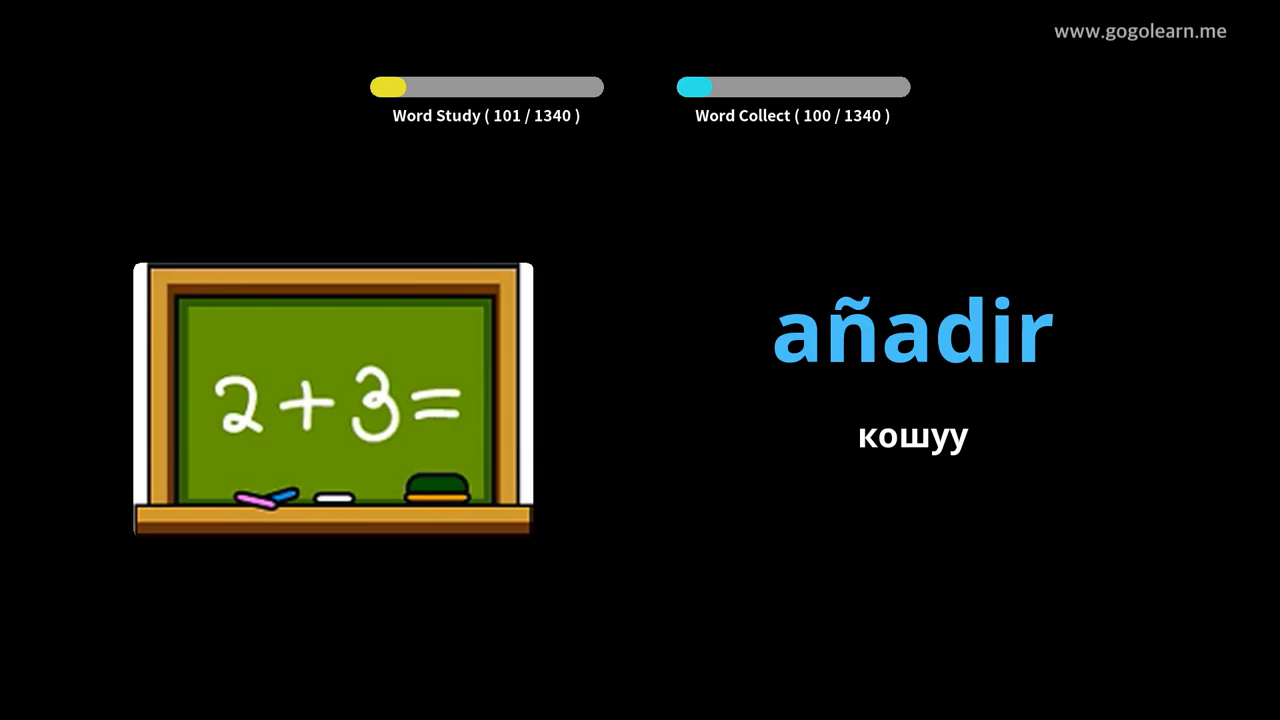 www.gogolearn.me
Word Study ( 101 / 1340 )
Word Collect ( 100 / 1340 )
2 + 3 =
añadir
кошуу